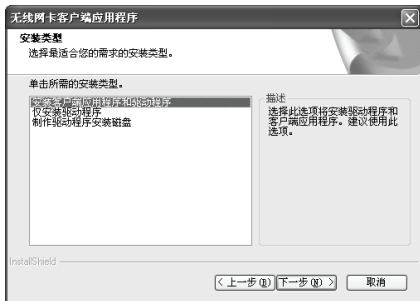 无线网卡客户端应用程序
安装类型
选择最适合您的需求的安装类型。
单击所需的安装类型。
安装客户端应用程序和驱动程序
仅安装驱动程序
制作驱动程序安装磁盘
描述
选择此选项将安装驱动程序和
客户端应用程序。建议使用此
选项。
InstallShield
< 上一步(B)
下一步(N) >
取消